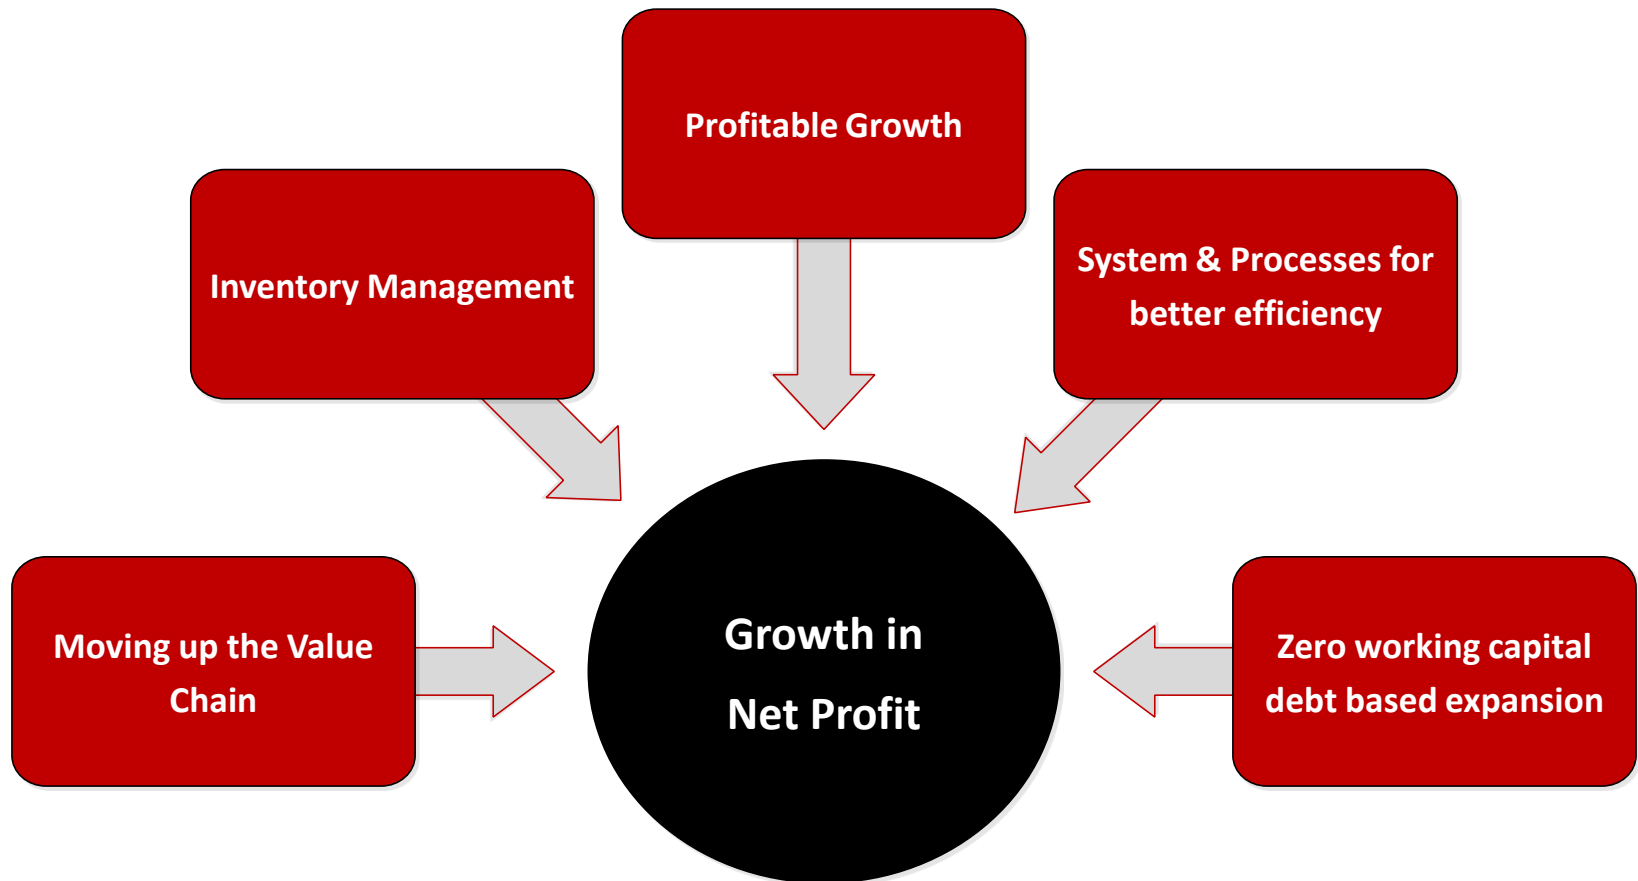 Profitable Growth
Inventory Management
System & Processes for
better efficiency
Moving up the Value
Chain
Growth in
Net Profit
Zero working capital
debt based expansion